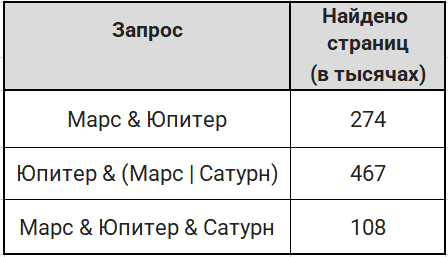 Запрос
Найдено
страниц
(в тысячах)
Марс & Юпитер
274
Юпитер & (Марс | Сатурн)
467
Марс & Юпитер & Сатурн
108